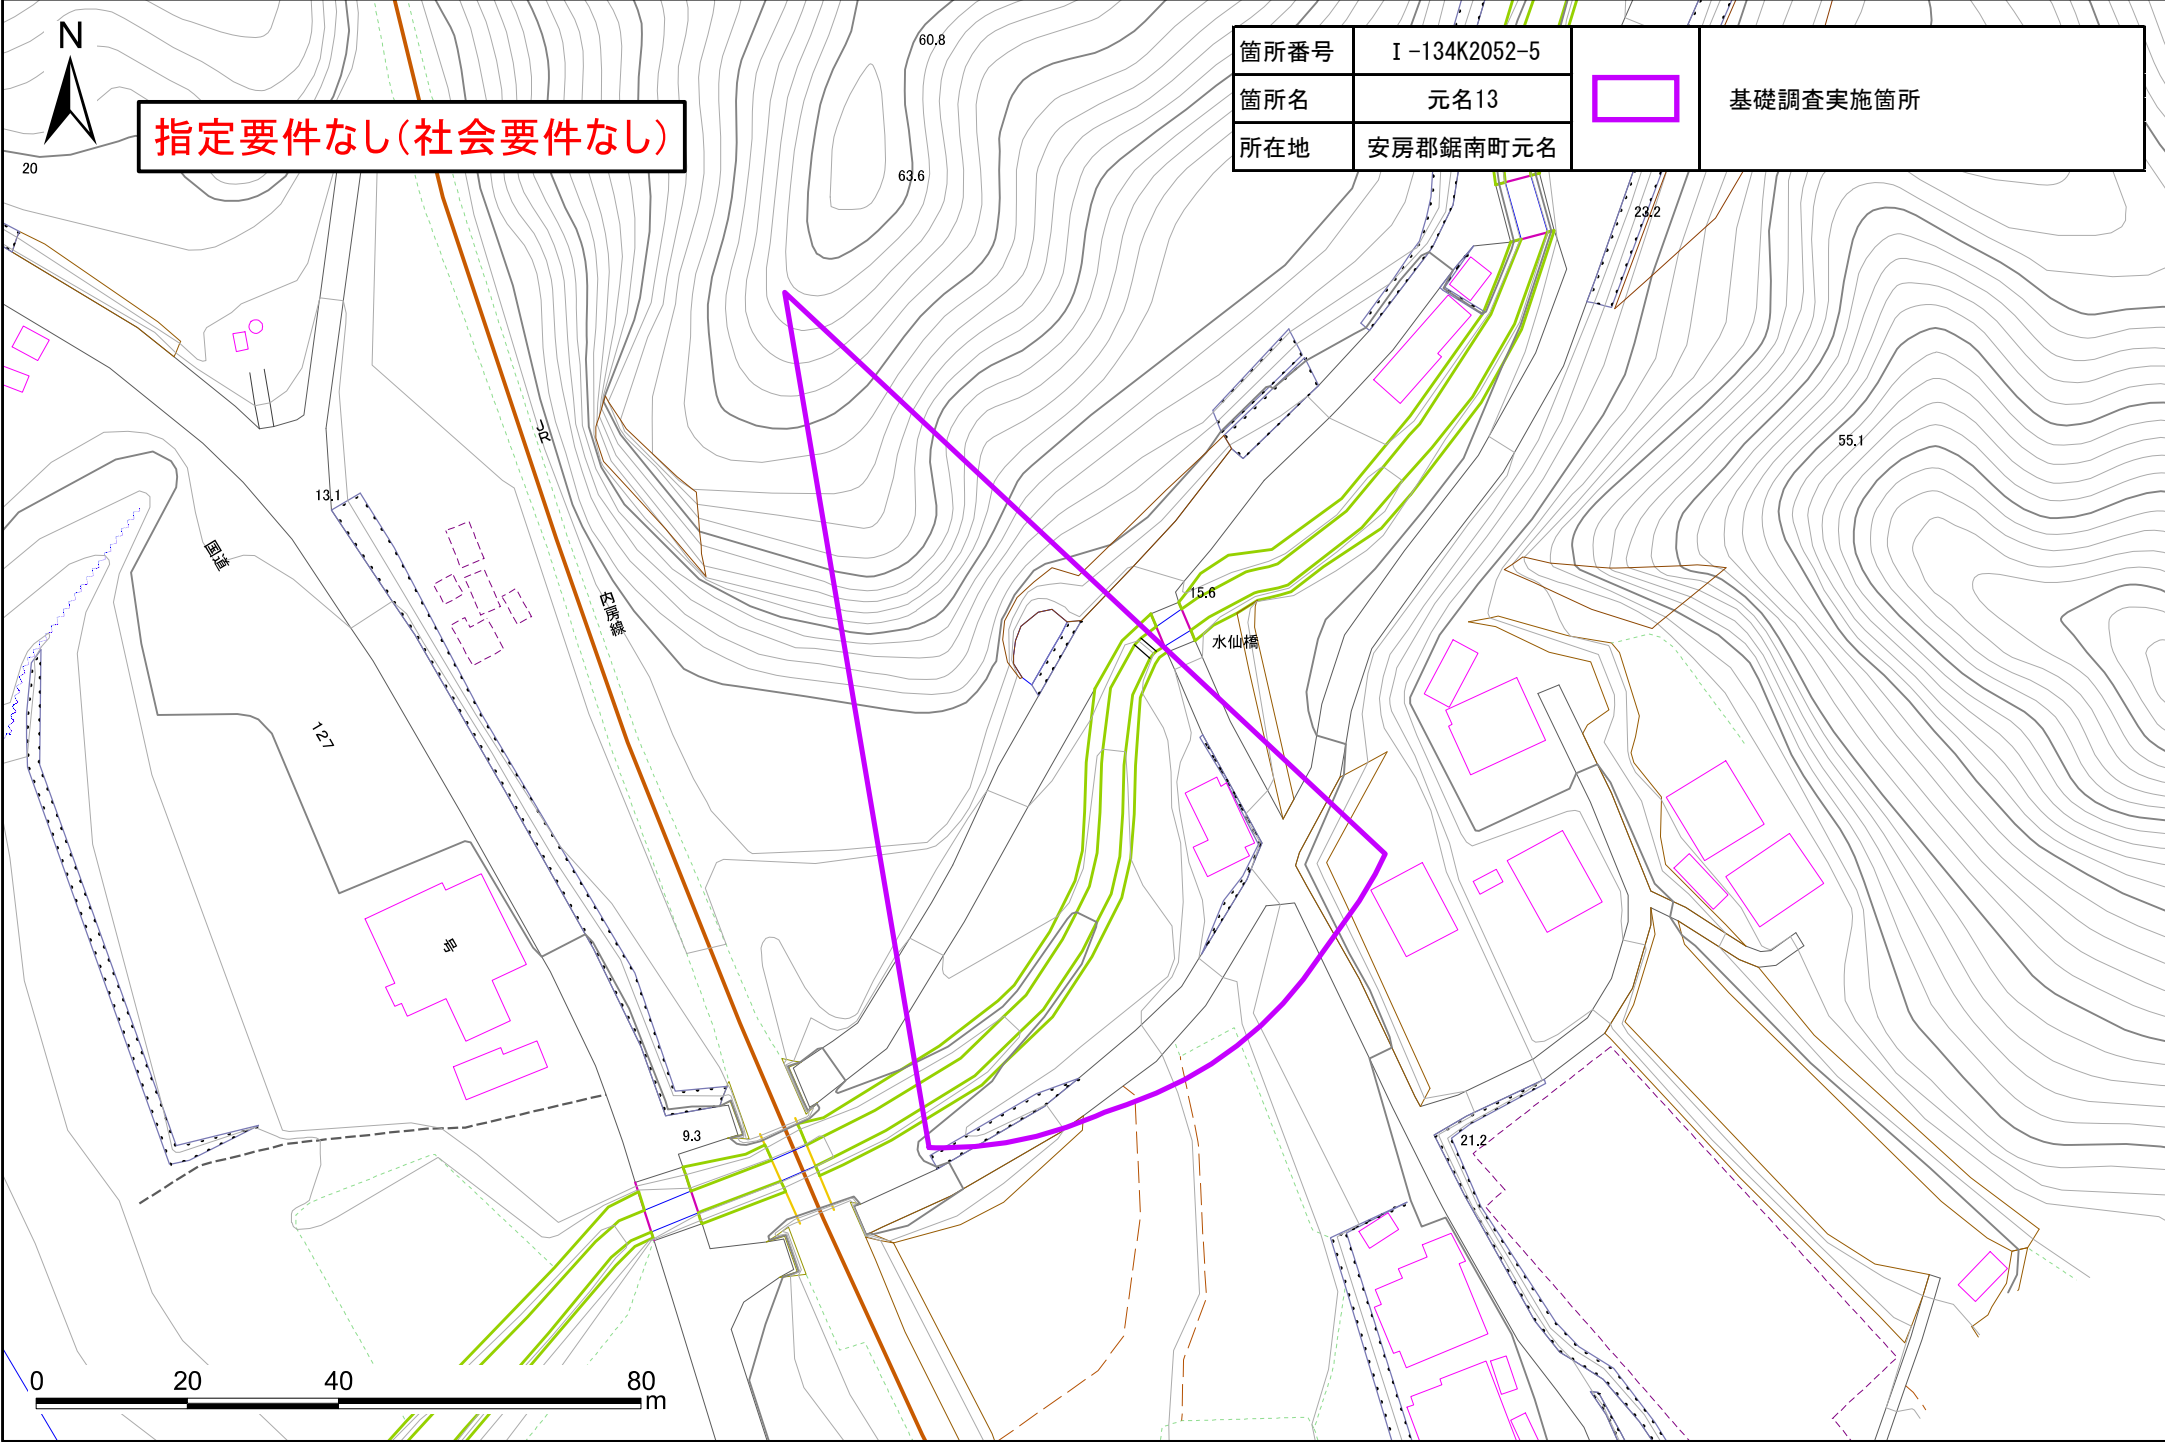 N
指定要件なし(社会要件なし)
箇所番号 Ⅰ-134K2052-5
箇所名 元名13
所在地 安房郡鋸南町元名
基礎調査実施箇所
60.8
63.6
20
23.2
55.1
13.1
JR
国道
内房線
15.6
水仙橋
127
号
9.3
21.2
0 20 40 80
m